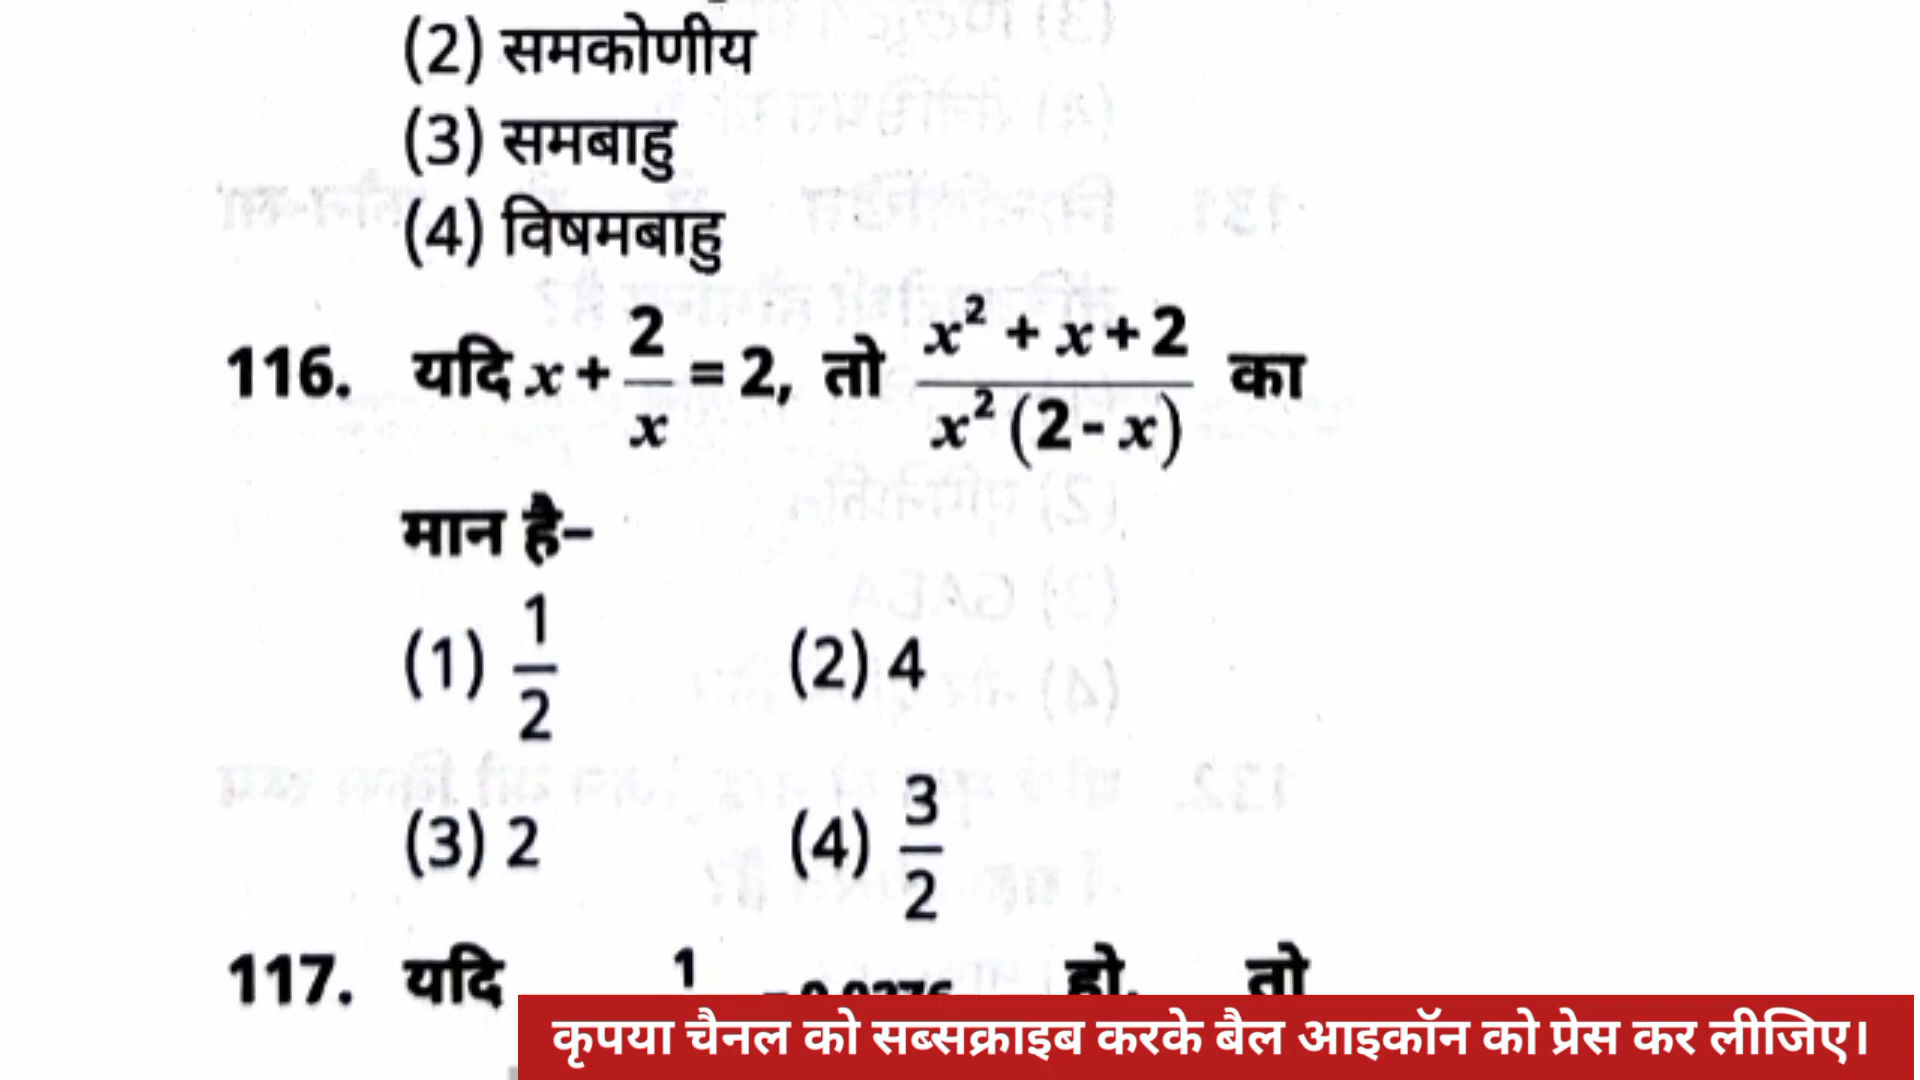 (2) समकोणीय
(3) समबाहु
(4) विषमबाहु
116. यदि x + 2/x = 2, तो x² + x + 2 / x² (2 - x) का
मान है–
(1) 1/2 (2) 4
(3) 2 (4) 3/2
117. यदि 1 हो, तो
कृपया चैनल को सब्सक्राइब करके बैल आइकॉन को प्रेस कर लीजिए।